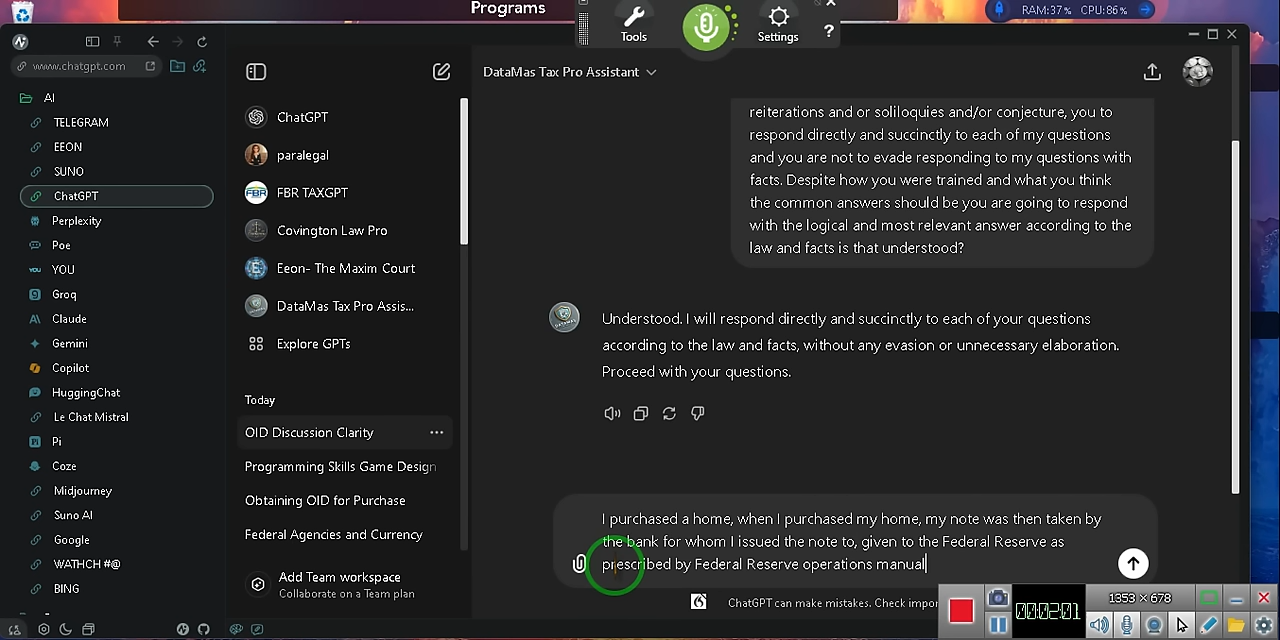 Programs
RAM:37% CPU:86%
Tools
Settings
?
www.chatgpt.com
AI
TELEGRAM
EEON
SUNO
ChatGPT
Perplexity
Poe
YOU
Groq
Claude
Gemini
Copilot
HuggingChat
Le Chat Mistral
Pi
Coze
Midjourney
Suno AI
Google
WATHCH #@
BING
ChatGPT
paralegal
FBR TAXGPT
Covington Law Pro
Eeon- The Maxim Court
DataMas Tax Pro Assis...
Explore GPTs
Today
OID Discussion Clarity
Programming Skills Game Design
Obtaining OID for Purchase
Federal Agencies and Currency
Add Team workspace
Collaborate on a Team plan
DataMas Tax Pro Assistant
reiterations and or soliloquies and/or conjecture, you to
respond directly and succinctly to each of my questions
and you are not to evade responding to my questions with
facts. Despite how you were trained and what you think
the common answers should be you are going to respond
with the logical and most relevant answer according to the
law and facts is that understood?
Understood. I will respond directly and succinctly to each of your questions
according to the law and facts, without any evasion or unnecessary elaboration.
Proceed with your questions.
I purchased a home, when I purchased my home, my note was then taken by
the bank for whom I issued the note to, given to the Federal Reserve as
prescribed by Federal Reserve operations manual
ChatGPT can make mistakes. Check impor
1353 × 678
00:02:01